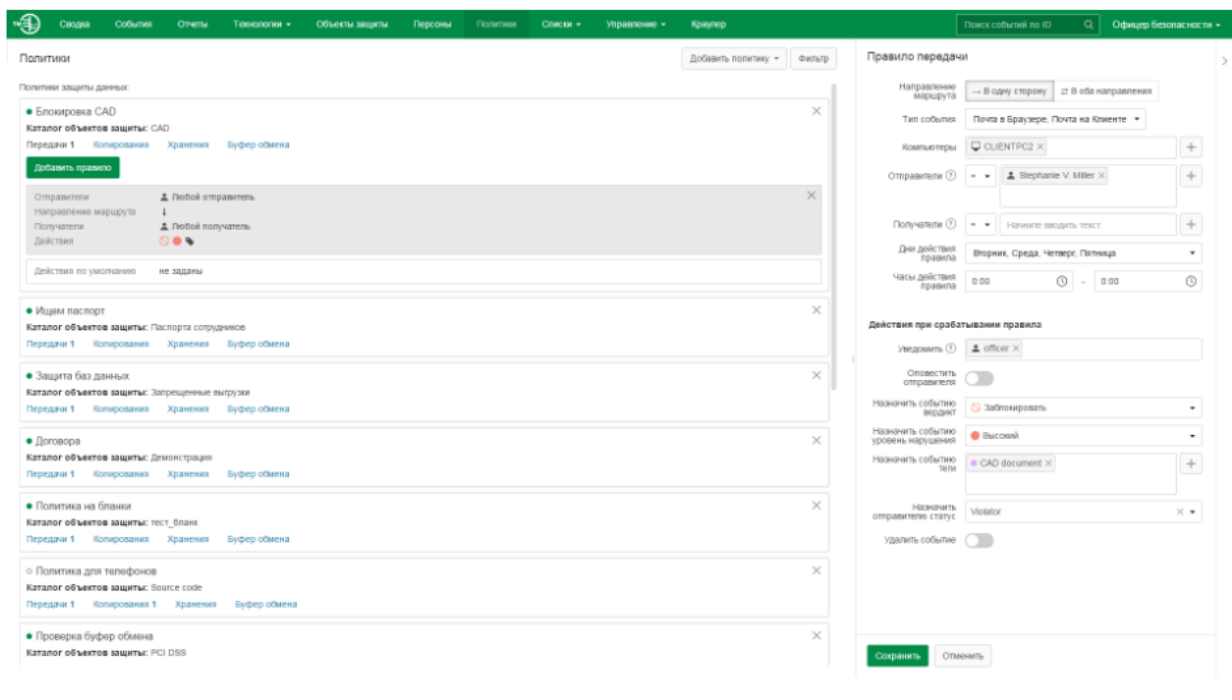 Сводка События Отчеты Технологии Объекты защиты Персоны Политики Списки Управление Краулер Поиск событий по ID Офицер безопасности
Политики Добавить политику Фильтр
Политики защиты данных:
Блокировка CAD
Каталог объектов защиты: CAD
Передачи 1 Копирования Хранения Буфер обмена
Добавить правило
Отправители Любой отправитель
Направление маршрута
Получатели Любой получатель
Действия
Действия по умолчанию не заданы
Ищем паспорт
Каталог объектов защиты: Паспорта сотрудников
Передачи 1 Копирования Хранения Буфер обмена
Защита баз данных
Каталог объектов защиты: Запрещенные выгрузки
Передачи 1 Копирования Хранения Буфер обмена
Договора
Каталог объектов защиты: Демонстрация
Передачи 1 Копирования Хранения Буфер обмена
Политика на бланки
Каталог объектов защиты: тест_бланк
Передачи 1 Копирования Хранения Буфер обмена
Политика для телефонов
Каталог объектов защиты: Source code
Передачи 1 Копирования 1 Хранения Буфер обмена
Проверка буфер обмена
Каталог объектов защиты: PCI DSS
Правило передачи
Направление
маршрута
→ В одну сторону ⇄ В оба направления
Тип события Почта в Браузере, Почта на Клиенте
Компьютеры CLIENTPC2 ×
Отправители ? = Stephanie V. Miller ×
Получатели ? = Начните вводить текст
Дни действия
правила
Вторник, Среда, Четверг, Пятница
Часы действия
правила
0:00 - 0:00
Действия при срабатывании правила
Уведомить ? officer ×
Оповестить
отправителя
Назначить событию
вердикт
Заблокировать
Назначить событию
уровень нарушения
Высокий
Назначить событию
теги
CAD document ×
Назначить
отправителю статус
Violator
Удалить событие
Сохранить Отменить